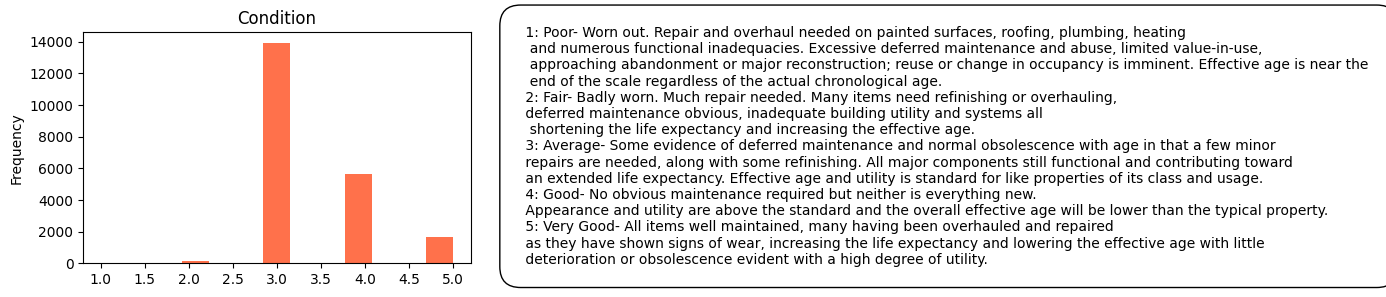 Condition
Frequency
14000
12000
10000
8000
6000
4000
2000
0
1.0 1.5 2.0 2.5 3.0 3.5 4.0 4.5 5.0
1: Poor- Worn out. Repair and overhaul needed on painted surfaces, roofing, plumbing, heating
and numerous functional inadequacies. Excessive deferred maintenance and abuse, limited value-in-use,
approaching abandonment or major reconstruction; reuse or change in occupancy is imminent. Effective age is near the
end of the scale regardless of the actual chronological age.
2: Fair- Badly worn. Much repair needed. Many items need refinishing or overhauling,
deferred maintenance obvious, inadequate building utility and systems all
shortening the life expectancy and increasing the effective age.
3: Average- Some evidence of deferred maintenance and normal obsolescence with age in that a few minor
repairs are needed, along with some refinishing. All major components still functional and contributing toward
an extended life expectancy. Effective age and utility is standard for like properties of its class and usage.
4: Good- No obvious maintenance required but neither is everything new.
Appearance and utility are above the standard and the overall effective age will be lower than the typical property.
5: Very Good- All items well maintained, many having been overhauled and repaired
as they have shown signs of wear, increasing the life expectancy and lowering the effective age with little
deterioration or obsolescence evident with a high degree of utility.